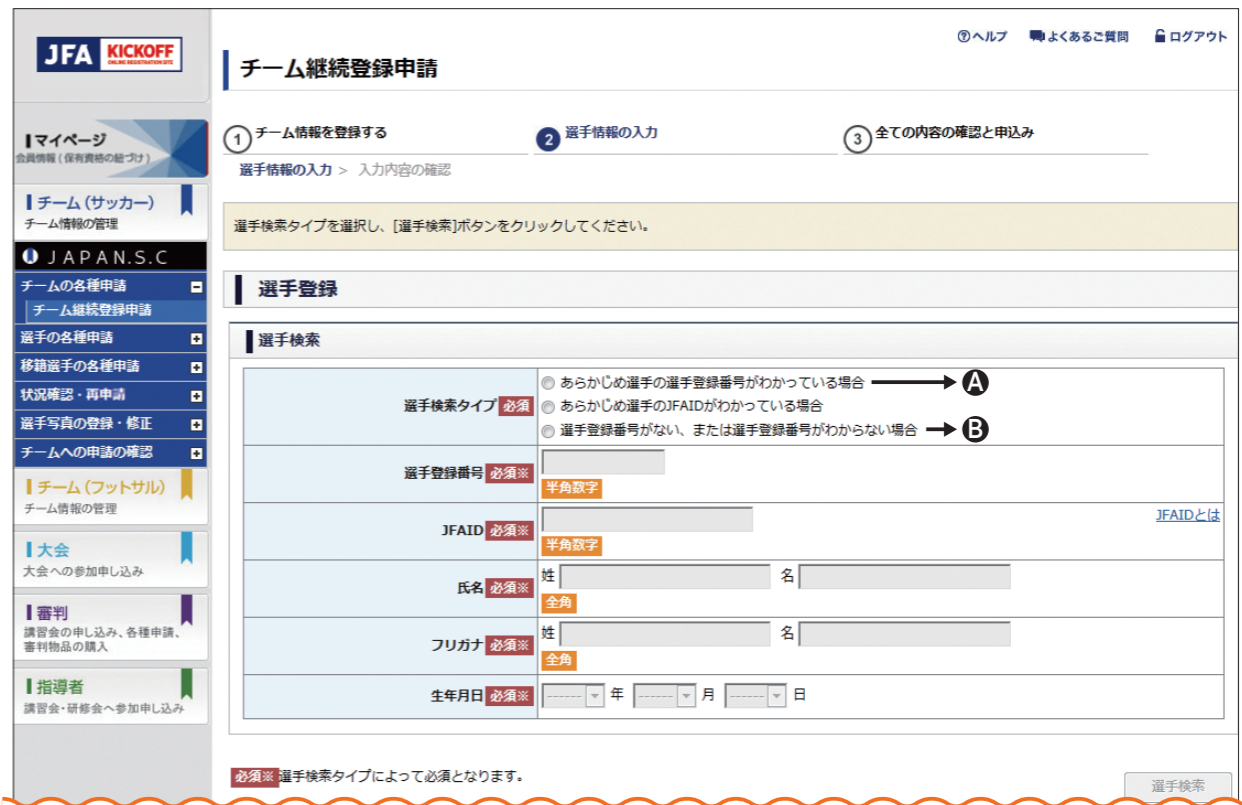 JFA KICKOFF
ONLINE REGISTRATION SITE
ヘルプ よくあるご質問 ログアウト
チーム継続登録申請
マイページ
会員情報(保有資格の紐づけ)
チーム(サッカー)
チーム情報の管理
JAPAN.S.C
チームの各種申請
チーム継続登録申請
選手の各種申請
移籍選手の各種申請
状況確認・再申請
選手写真の登録・修正
チームへの申請の確認
チーム(フットサル)
チーム情報の管理
大会
大会への参加申し込み
審判
講習会の申し込み、各種申請、
審判物品の購入
指導者
講習会・研修会へ参加申し込み
1 チーム情報を登録する 2 選手情報の入力 3 全ての内容の確認と申込み
選手情報の入力 > 入力内容の確認
選手検索タイプを選択し、[選手検索]ボタンをクリックしてください。
選手登録
選手検索
選手検索タイプ 必須
あらかじめ選手の選手登録番号がわかっている場合 A
あらかじめ選手のJFAIDがわかっている場合
選手登録番号がない、または選手登録番号がわからない場合 B
選手登録番号 必須※
半角数字
JFAID 必須※ JFAIDとは
半角数字
氏名 必須※ 姓 名
全角
フリガナ 必須※ 姓 名
全角
生年月日 必須※ ------ 年 ------ 月 ------ 日
必須※ 選手検索タイプによって必須となります。
選手検索